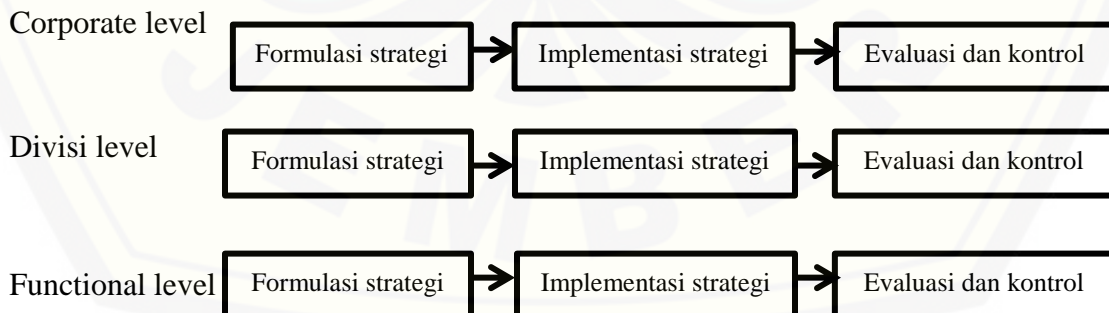 Corporate level
Formulasi strategi Implementasi strategi Evaluasi dan kontrol
Divisi level
Formulasi strategi Implementasi strategi Evaluasi dan kontrol
Functional level Formulasi strategi Implementasi strategi Evaluasi dan kontrol
JEMBER